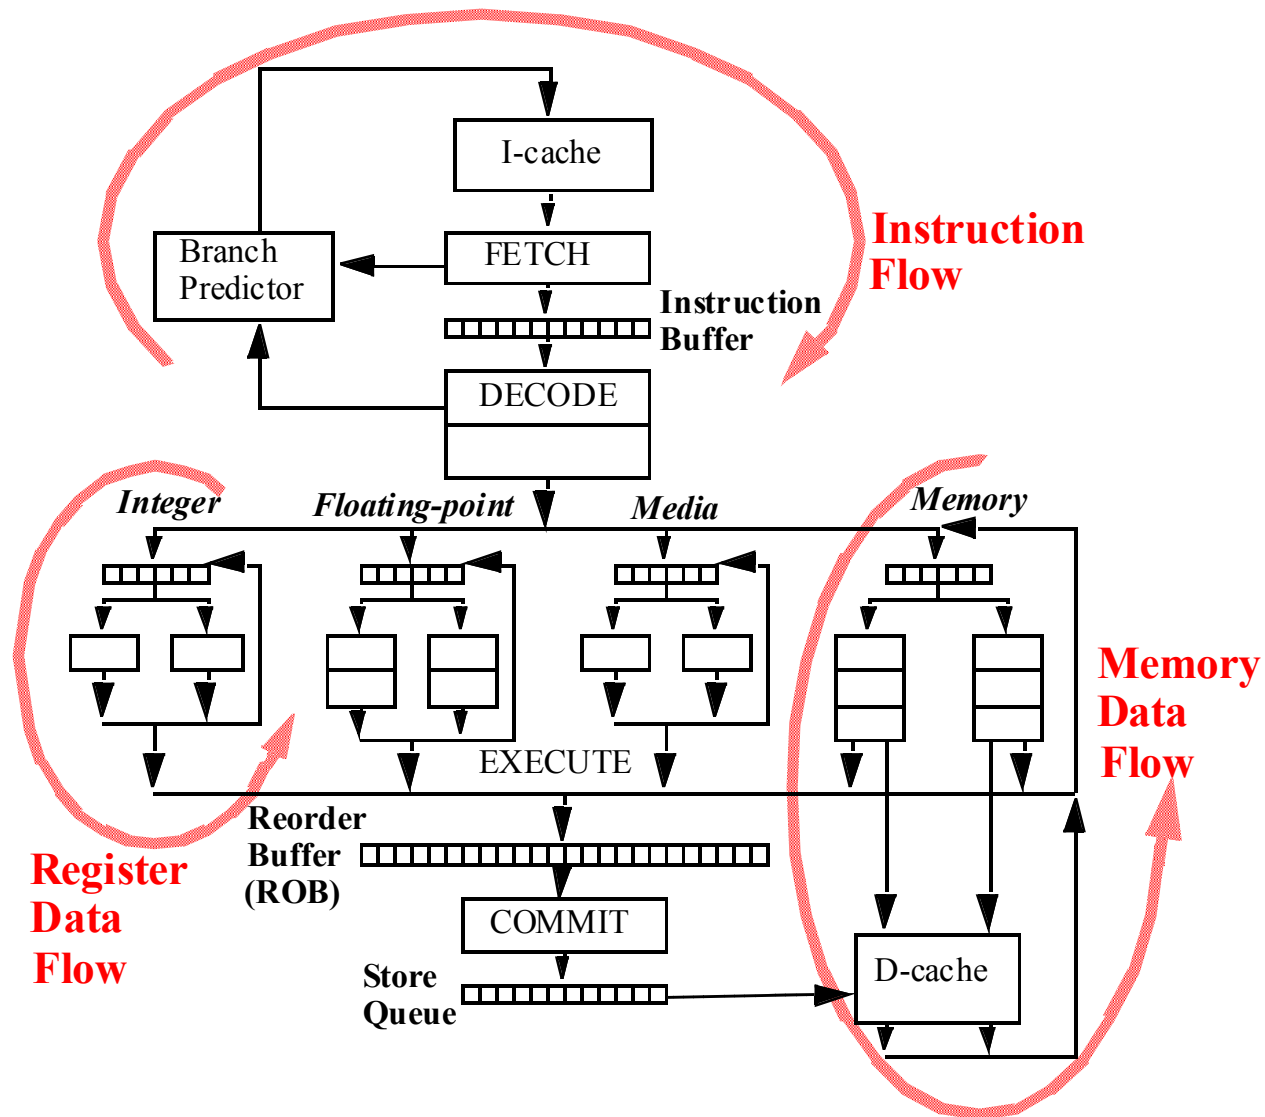 I-cache
Instruction
Flow
Branch
Predictor
FETCH
Instruction
Buffer
DECODE
Integer
Floating-point
Media
Memory
Memory
Data
Flow
EXECUTE
Reorder
Buffer
(ROB)
Register
Data
Flow
COMMIT
Store
Queue
D-cache